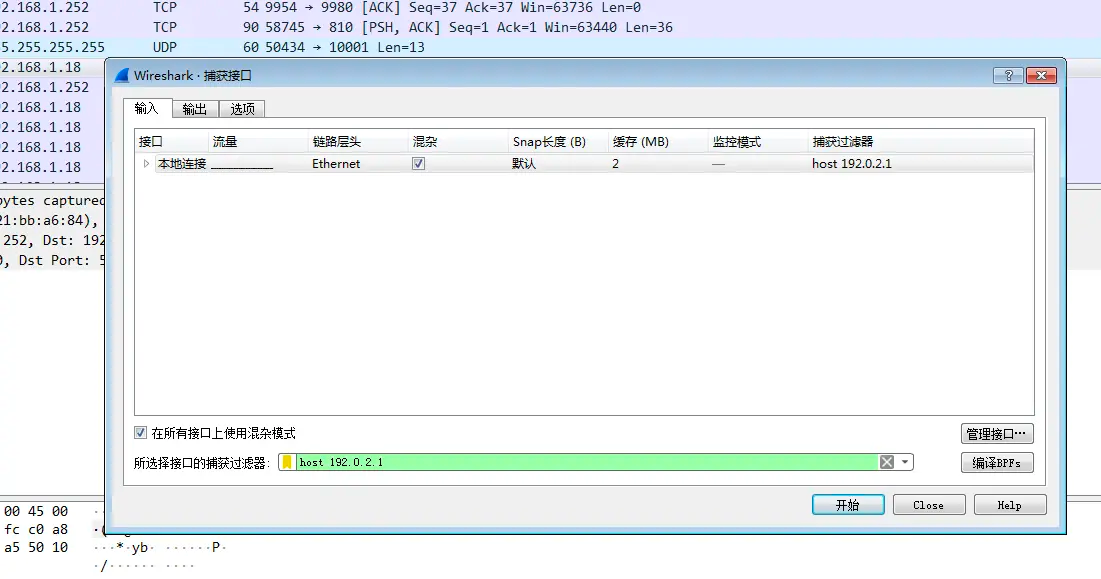 2.168.1.252 TCP 54 9954 → 9980 [ACK] Seq=37 Ack=37 Win=63736 Len=0
2.168.1.252 TCP 90 58745 → 810 [PSH, ACK] Seq=1 Ack=1 Win=63440 Len=36
5.255.255.255 UDP 60 50434 → 10001 Len=13
2.168.1.18
Wireshark · 捕获接口
2.168.1.252
2.168.1.18
输入 输出 选项
2.168.1.18
接口 流量 链路层头 混杂 Snap长度 (B) 缓存 (MB) 监控模式 捕获过滤器
2.168.1.18
本地连接 Ethernet 默认 2 — host 192.0.2.1
2.168.1.18
ytes captured
21:bb:a6:84),
252, Dst: 192
, Dst Port: 5
在所有接口上使用混杂模式
管理接口…
所选择接口的捕获过滤器: host 192.0.2.1
编译BPFs
开始 Close Help
00 45 00
fc c0 a8
a5 50 10 ···*·yb· ······P·
·/······ ····